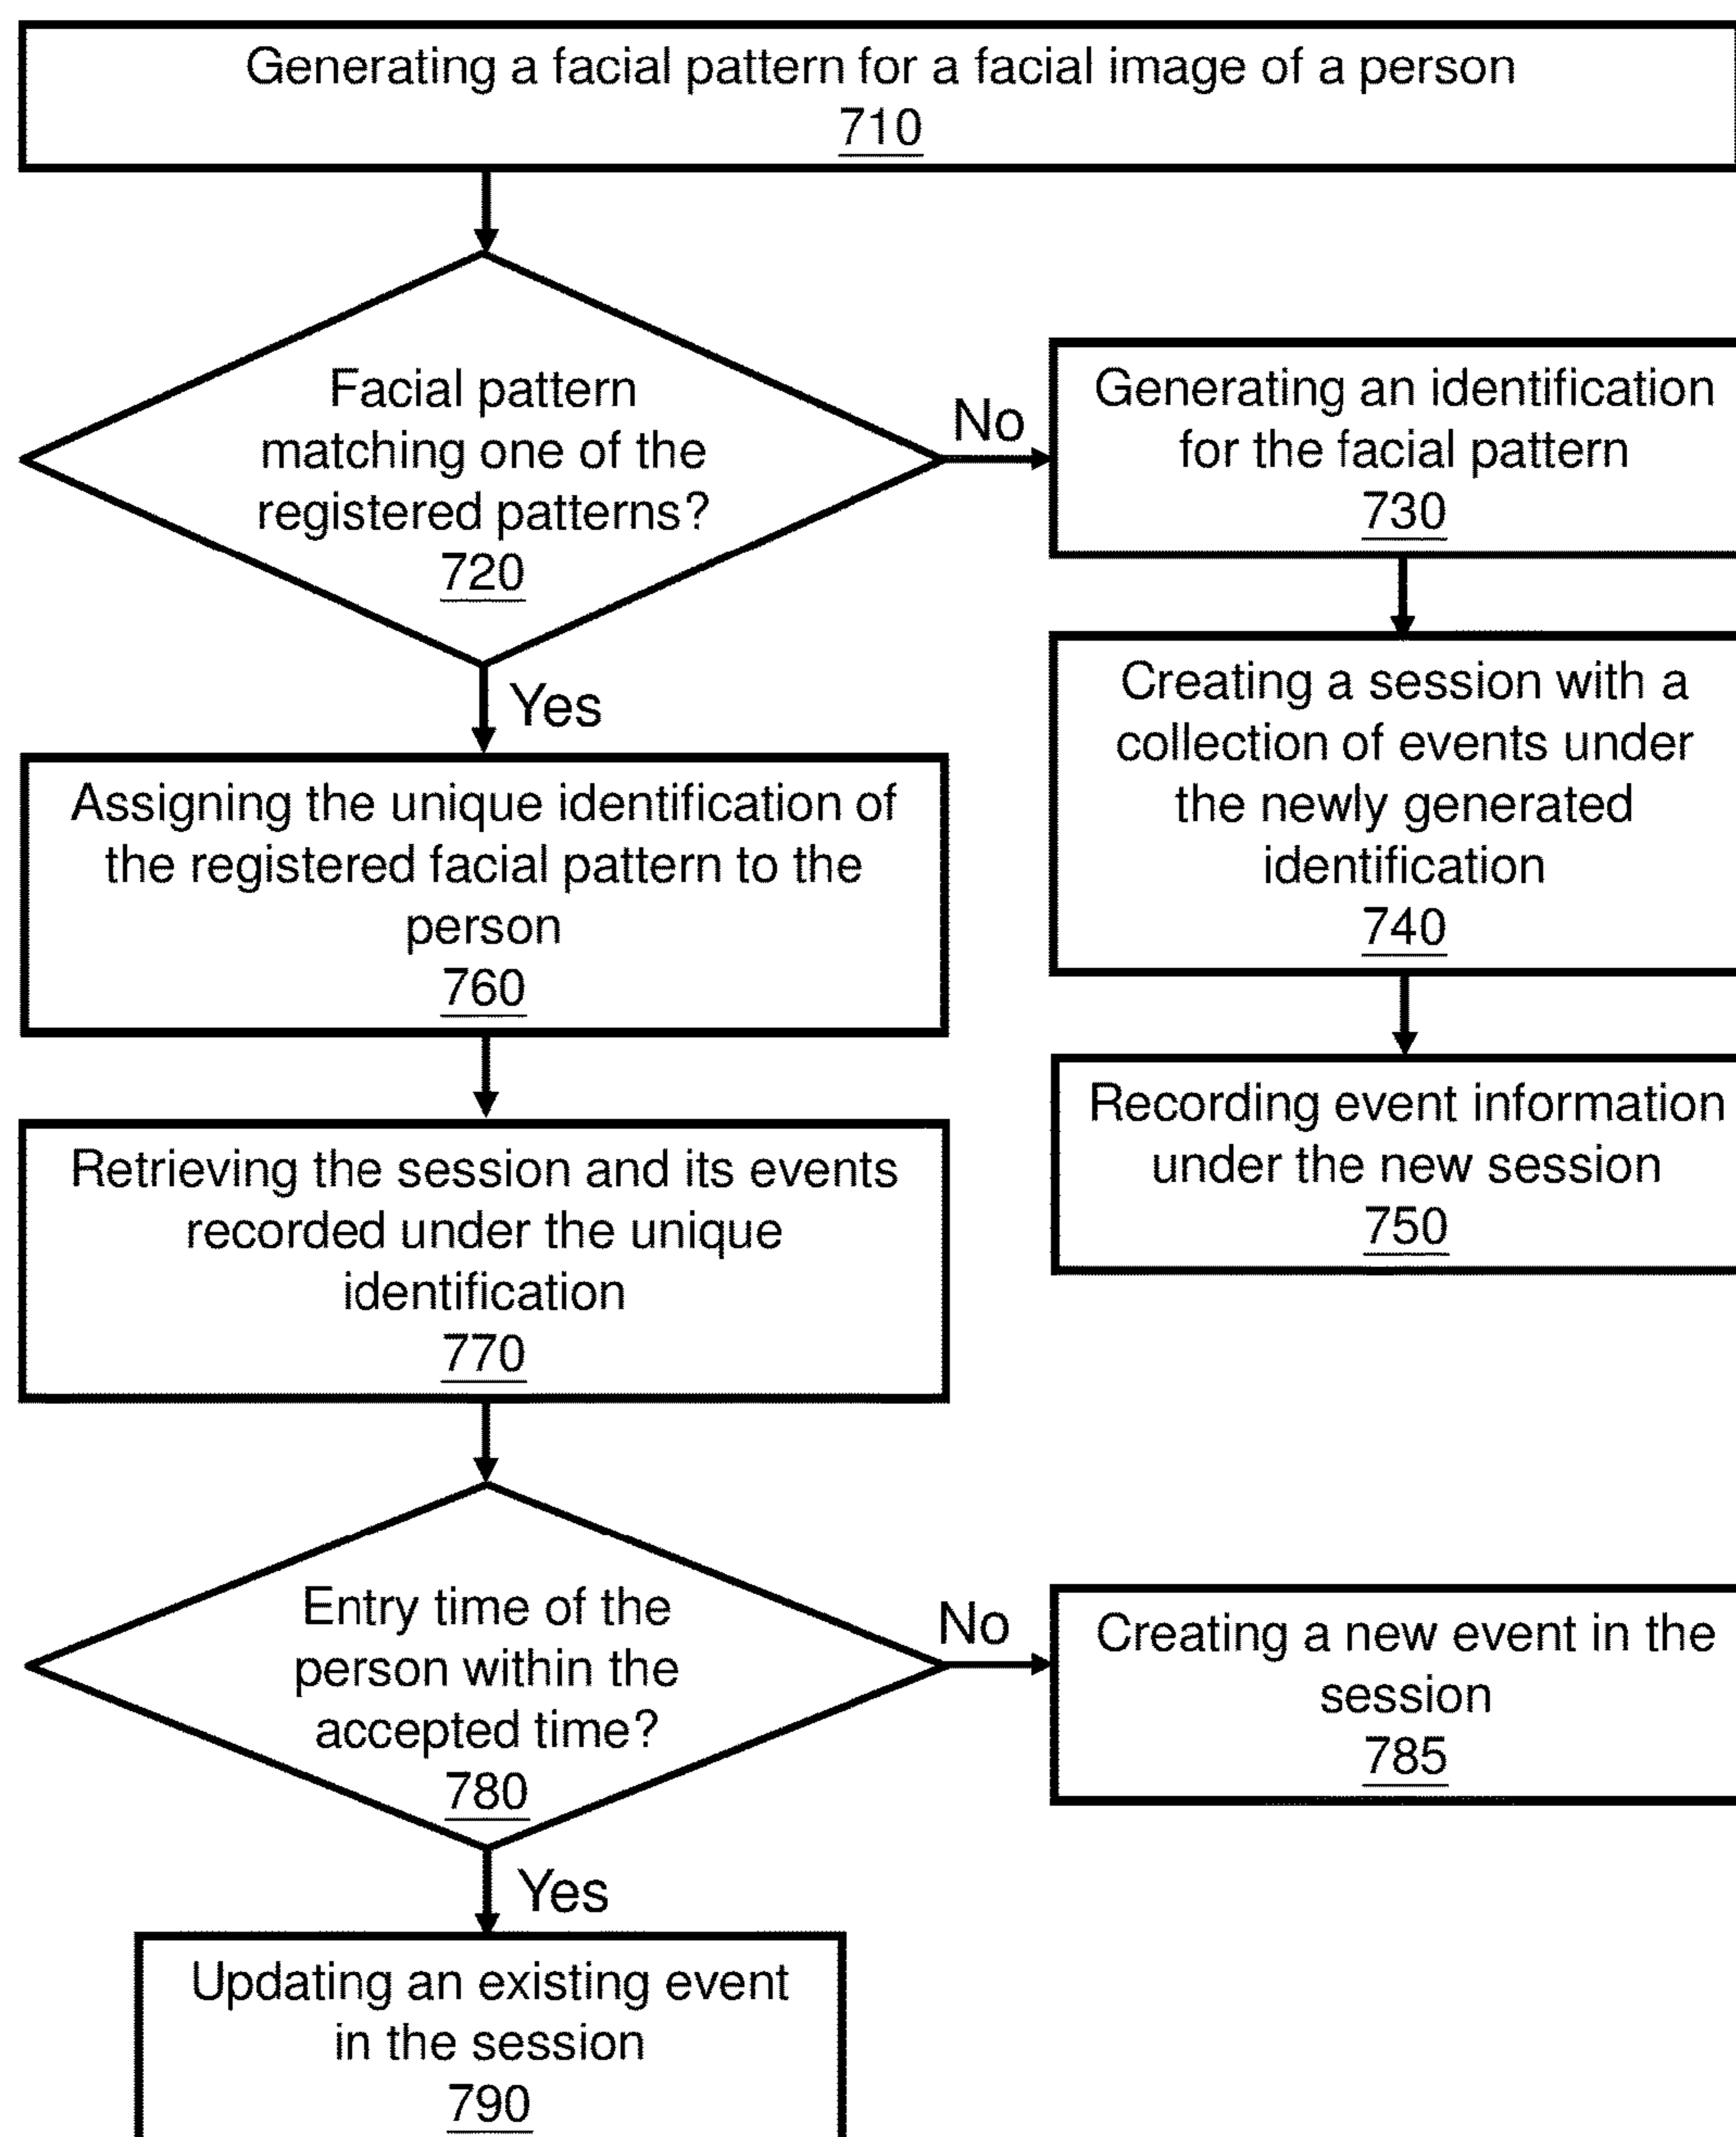 Generating a facial pattern for a facial image of a person
710
Facial pattern
matching one of the
registered patterns?
720
No
Generating an identification
for the facial pattern
730
Yes
Creating a session with a
collection of events under
the newly generated
identification
740
Assigning the unique identification of
the registered facial pattern to the
person
760
Recording event information
under the new session
750
Retrieving the session and its events
recorded under the unique
identification
770
Entry time of the
person within the
accepted time?
780
No
Creating a new event in the
session
785
Yes
Updating an existing event
in the session
790